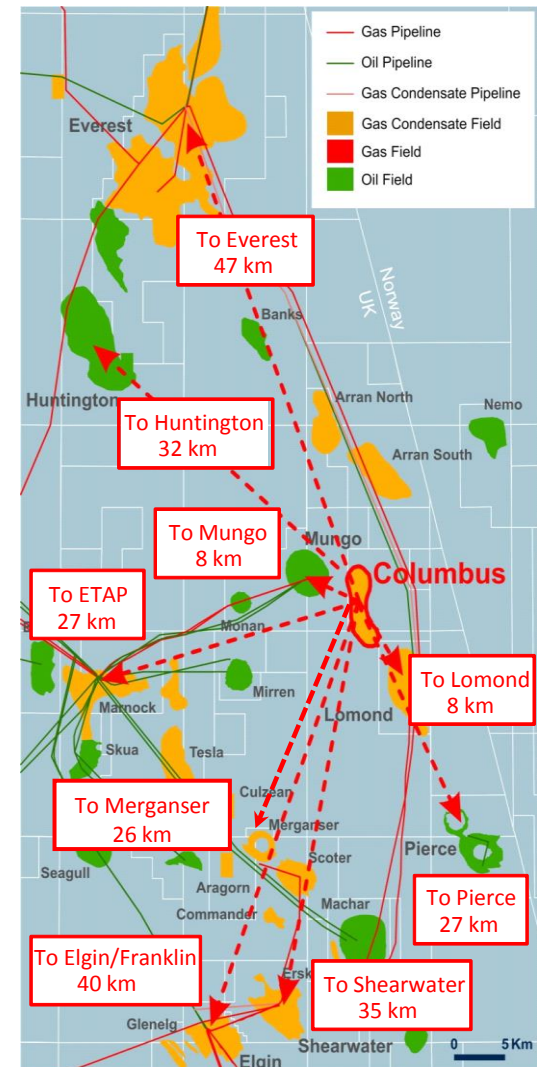 Gas Pipeline
Oil Pipeline
Gas Condensate Pipeline
Gas Condensate Field
Gas Field
Oil Field
Everest
To Everest
47 km
Norway
UK
Banks
Huntington
Arran North
Nemo
To Huntington
32 km
Arran South
To Mungo
8 km
Mungo
Columbus
To ETAP
27 km
Monan
Mirren
Marnock
To Lomond
8 km
Lomond
Skua
Tesla
Culzean
To Merganser
26 km
Merganser
Scoter
Pierce
Seagull
Aragorn
Commander
Machar
To Pierce
27 km
To Elgin/Franklin
40 km
Ersk
To Shearwater
35 km
Glenelg
Elgin
Shearwater
0 5 Km